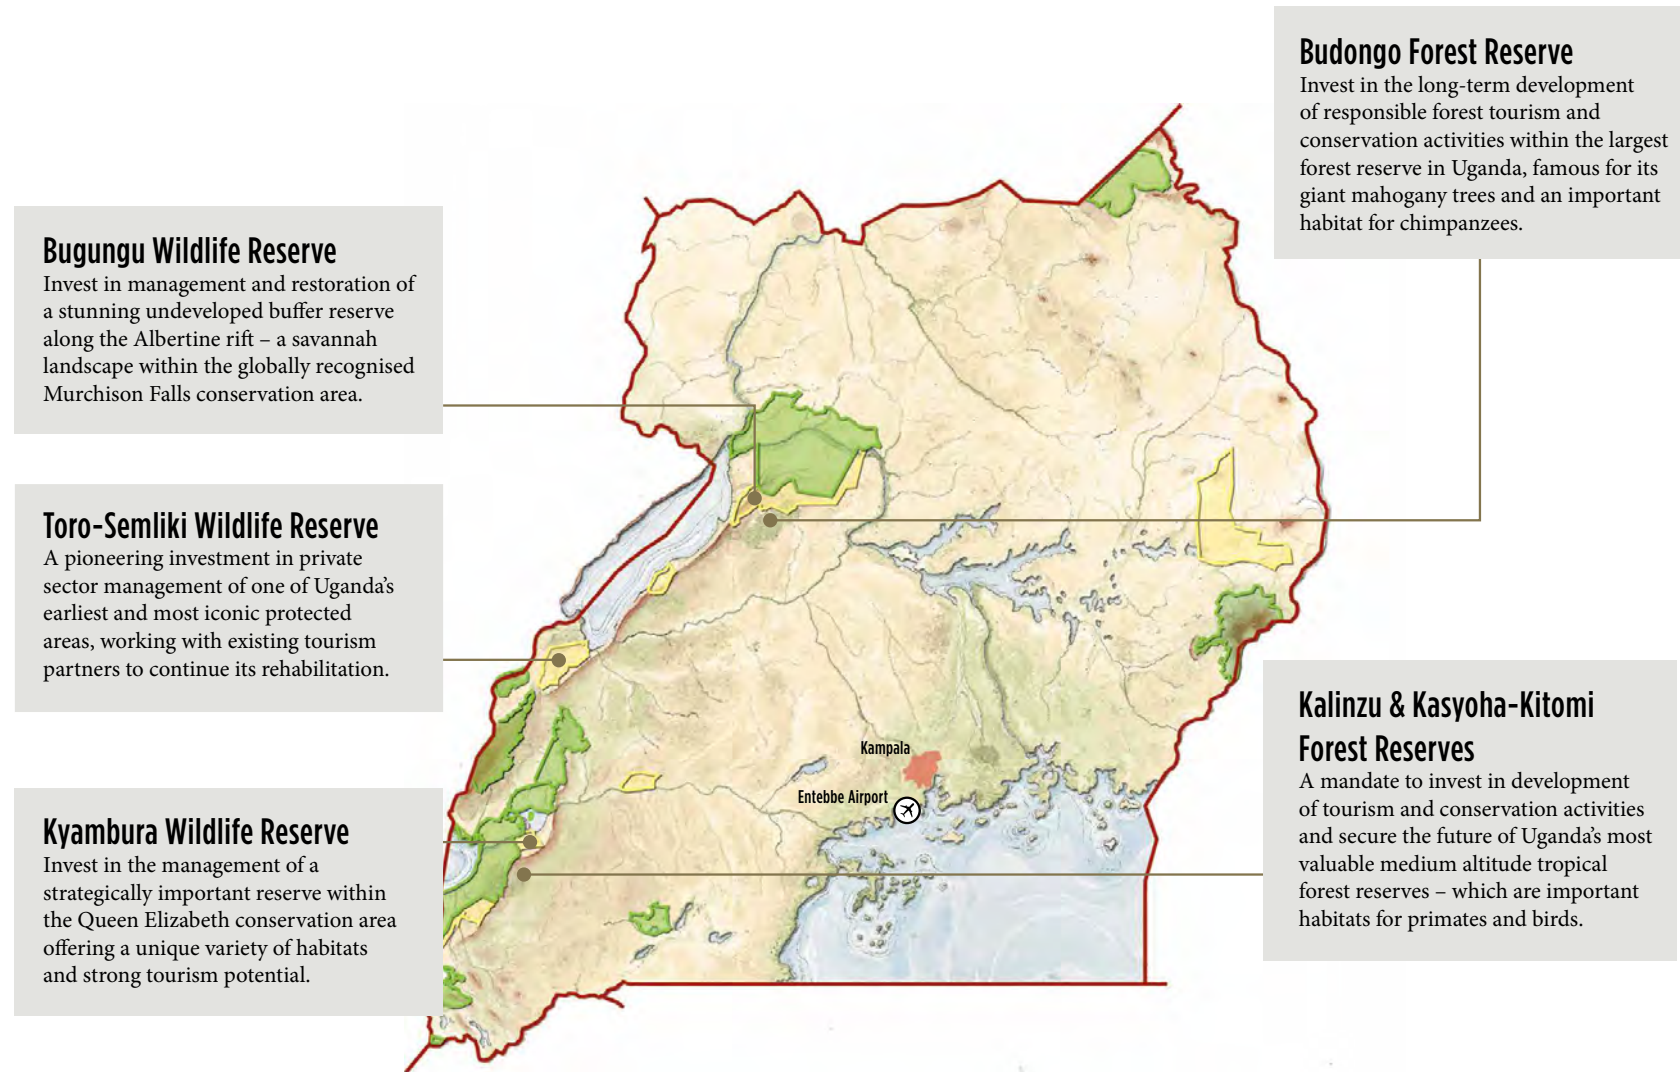 Budongo Forest Reserve
Invest in the long-term development
of responsible forest tourism and
conservation activities within the largest
forest reserve in Uganda, famous for its
giant mahogany trees and an important
habitat for chimpanzees.
Bugungu Wildlife Reserve
Invest in management and restoration of
a stunning undeveloped buffer reserve
along the Albertine rift – a savannah
landscape within the globally recognised
Murchison Falls conservation area.
Toro-Semliki Wildlife Reserve
A pioneering investment in private
sector management of one of Uganda’s
earliest and most iconic protected
areas, working with existing tourism
partners to continue its rehabilitation.
Kyambura Wildlife Reserve
Invest in the management of a
strategically important reserve within
the Queen Elizabeth conservation area
offering a unique variety of habitats
and strong tourism potential.
Kampala
Entebbe Airport
Kalinzu & Kasyoha-Kitomi
Forest Reserves
A mandate to invest in development
of tourism and conservation activities
and secure the future of Uganda’s most
valuable medium altitude tropical
forest reserves – which are important
habitats for primates and birds.